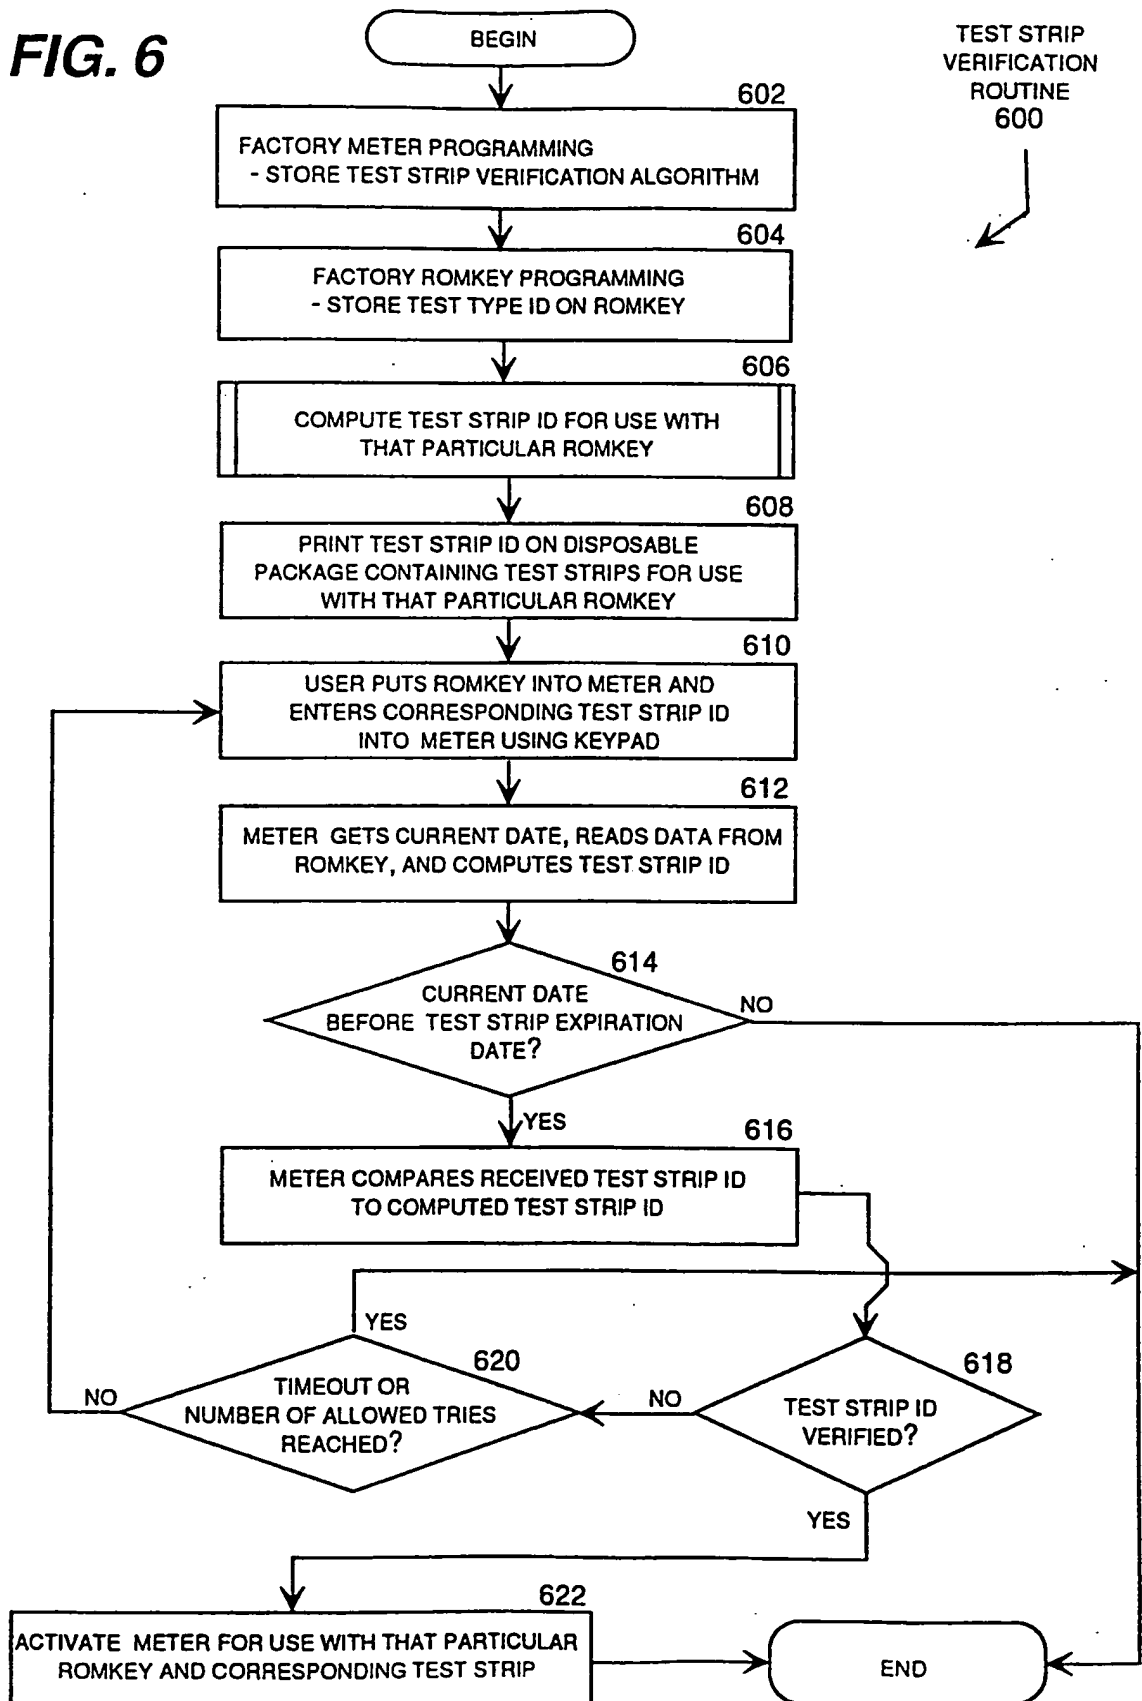 FIG. 6
BEGIN
TEST STRIP
VERIFICATION
ROUTINE
600
602
FACTORY METER PROGRAMMING
- STORE TEST STRIP VERIFICATION ALGORITHM
604
FACTORY ROMKEY PROGRAMMING
- STORE TEST TYPE ID ON ROMKEY
606
COMPUTE TEST STRIP ID FOR USE WITH
THAT PARTICULAR ROMKEY
608
PRINT TEST STRIP ID ON DISPOSABLE
PACKAGE CONTAINING TEST STRIPS FOR USE
WITH THAT PARTICULAR ROMKEY
610
USER PUTS ROMKEY INTO METER AND
ENTERS CORRESPONDING TEST STRIP ID
INTO METER USING KEYPAD
612
METER GETS CURRENT DATE, READS DATA FROM
ROMKEY, AND COMPUTES TEST STRIP ID
614
CURRENT DATE
BEFORE TEST STRIP EXPIRATION
DATE?
NO
YES
616
METER COMPARES RECEIVED TEST STRIP ID
TO COMPUTED TEST STRIP ID
YES
620
TIMEOUT OR
NUMBER OF ALLOWED TRIES
REACHED?
NO
NO
618
TEST STRIP ID
VERIFIED?
YES
622
ACTIVATE METER FOR USE WITH THAT PARTICULAR
ROMKEY AND CORRESPONDING TEST STRIP
END